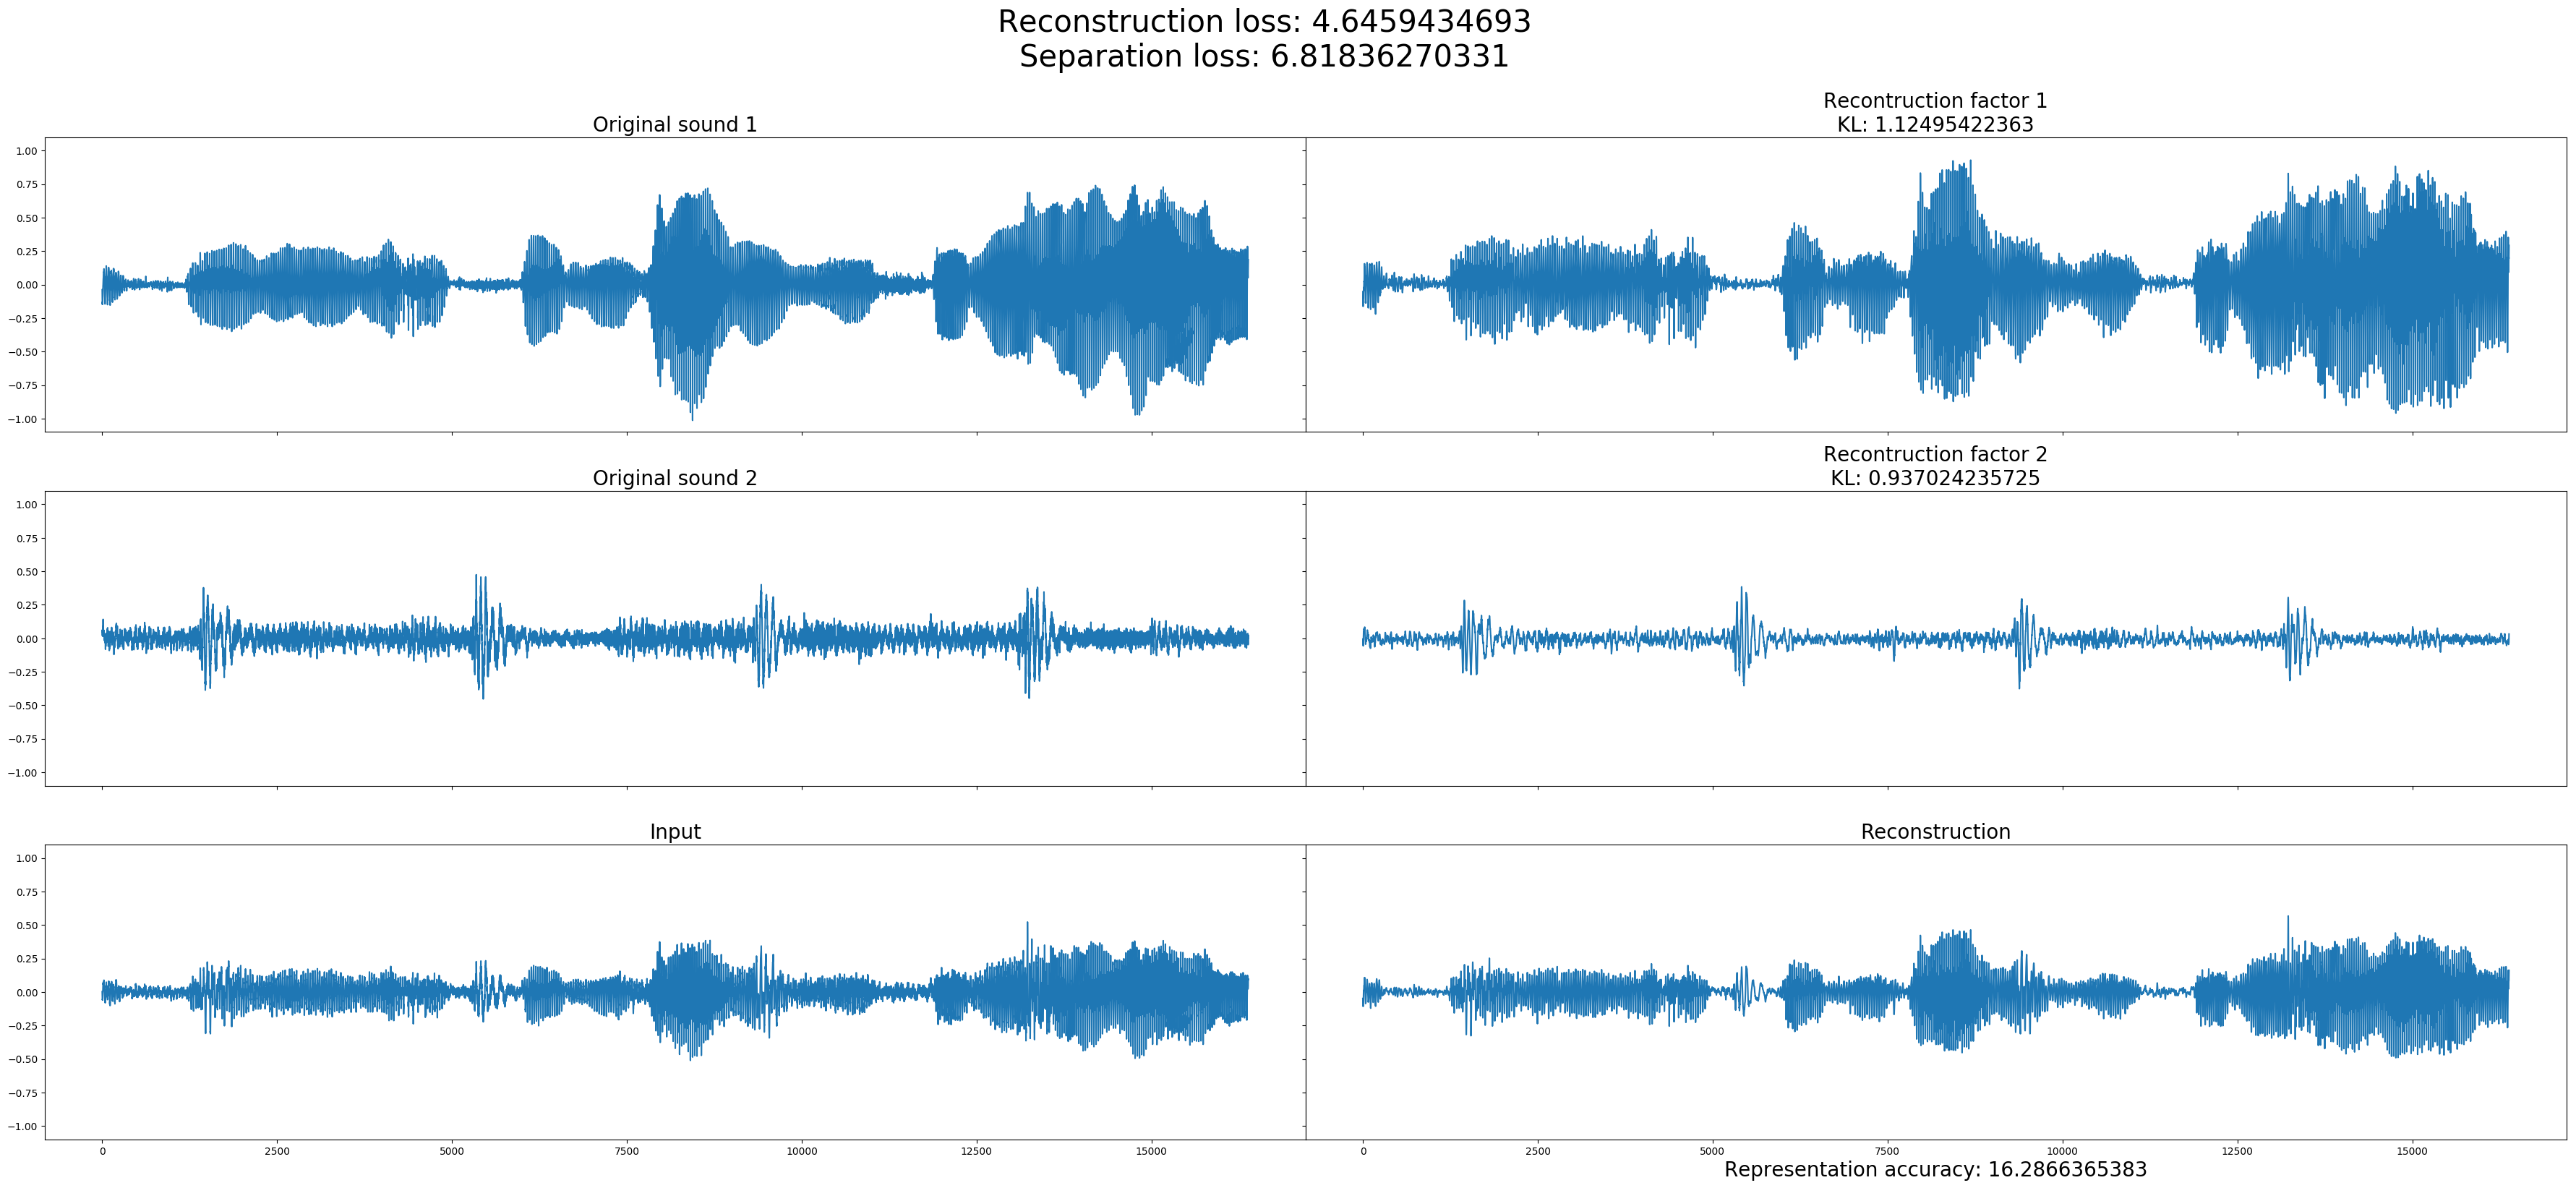 Reconstruction loss: 4.6459434693
Separation loss: 6.81836270331
Original sound 1
Recontruction factor 1
KL: 1.12495422363
1.00
0.75
0.50
0.25
0.00
−0.25
−0.50
−0.75
−1.00
Original sound 2
Recontruction factor 2
KL: 0.937024235725
1.00
0.75
0.50
0.25
0.00
−0.25
−0.50
−0.75
−1.00
Input
Reconstruction
1.00
0.75
0.50
0.25
0.00
−0.25
−0.50
−0.75
−1.00
0 2500 5000 7500 10000 12500 15000
0 2500 5000 7500 10000 12500 15000
Representation accuracy: 16.2866365383